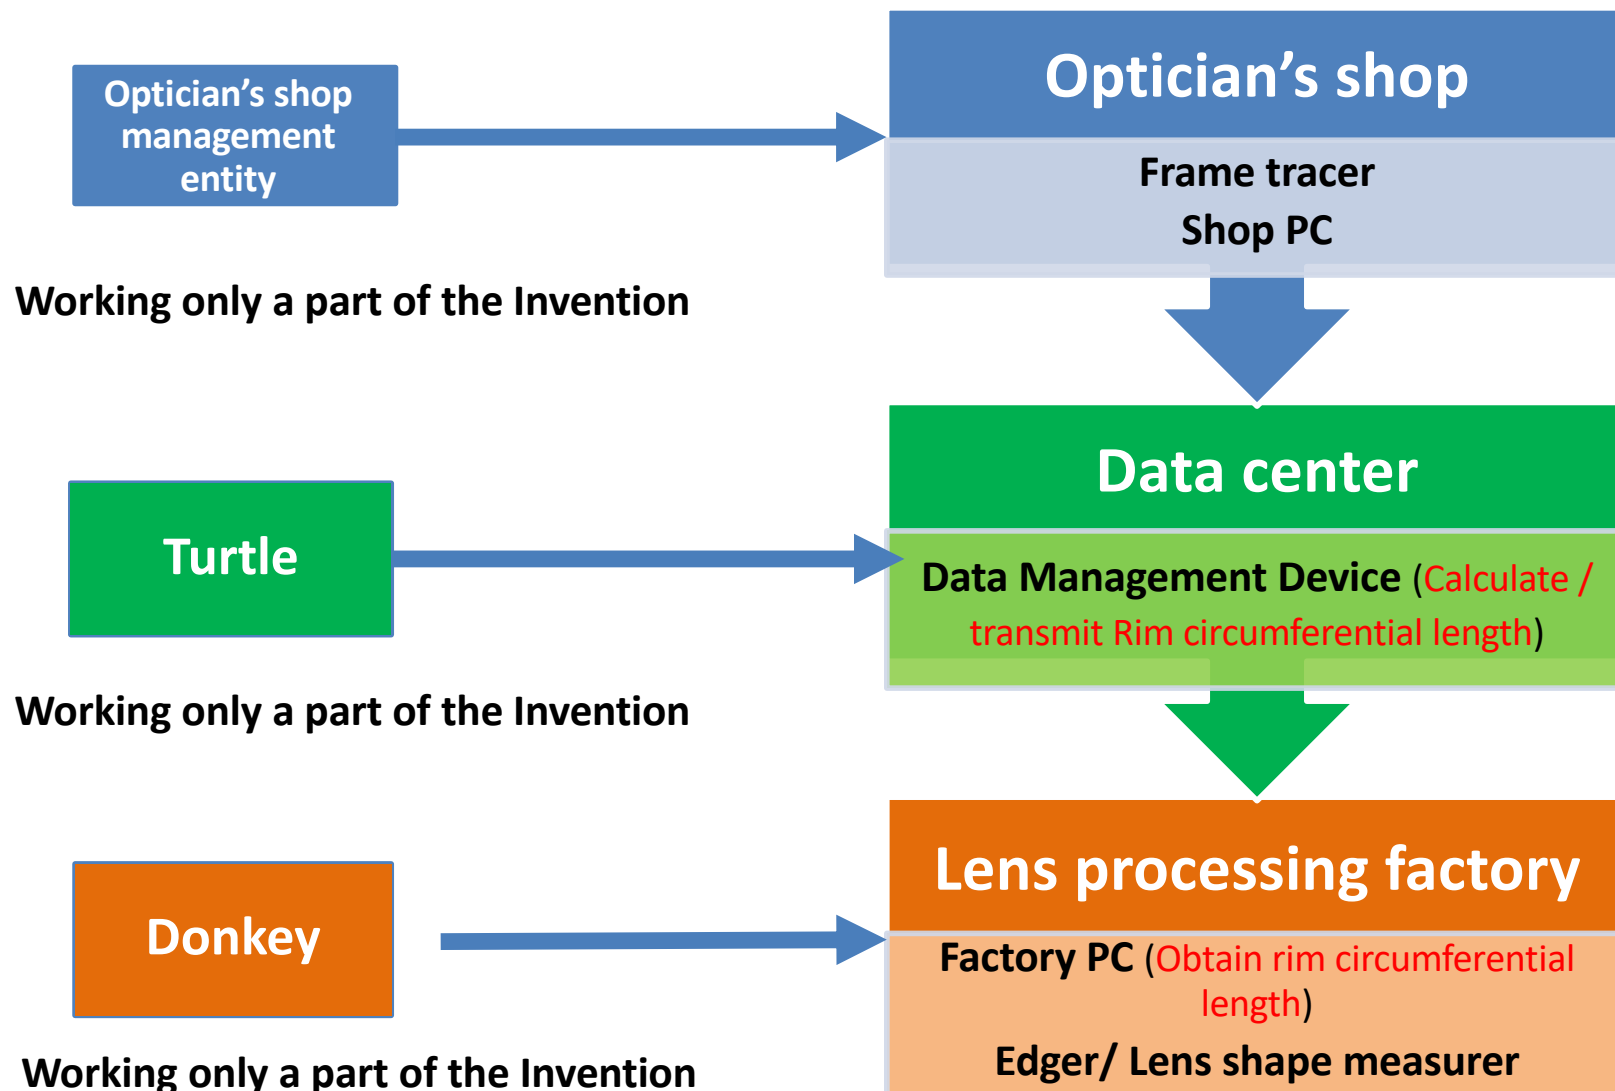 Optician’s shop
management
entity
Optician’s shop
Frame tracer
Shop PC
Working only a part of the Invention
Turtle
Data center
Data Management Device (Calculate /
transmit Rim circumferential length)
Working only a part of the Invention
Donkey
Lens processing factory
Factory PC (Obtain rim circumferential
length)
Edger/ Lens shape measurer
Working only a part of the Invention